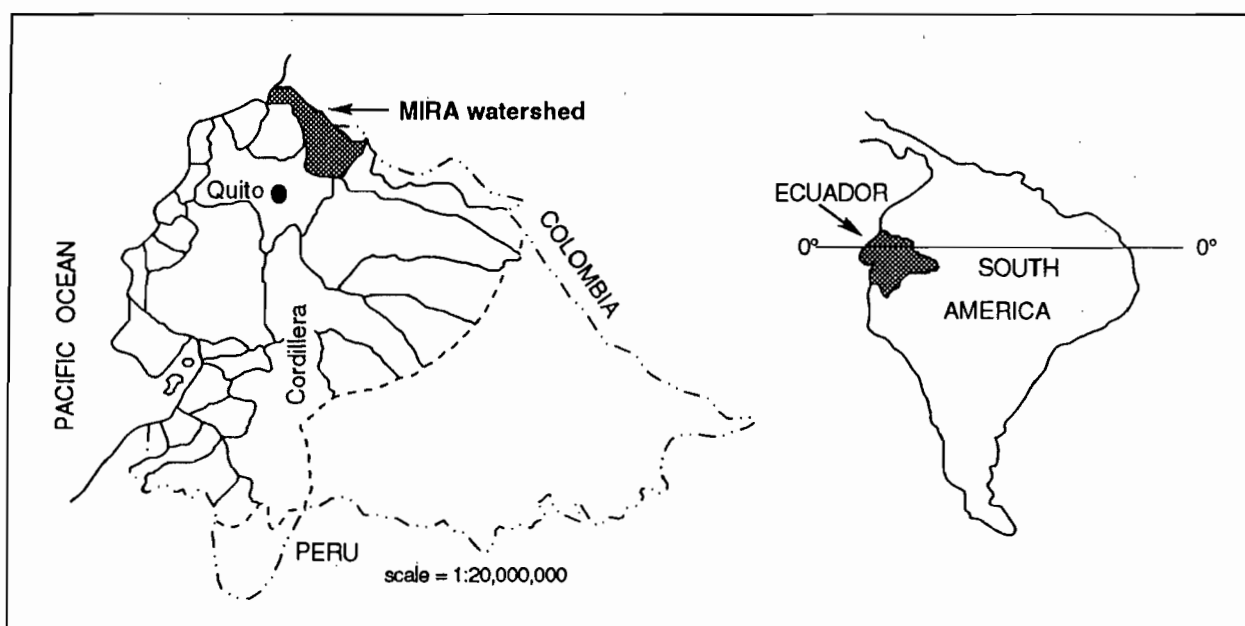 MIRA watershed
Quito
COLOMBIA
PACIFIC OCEAN
Cordillera
PERU
scale = 1:20,000,000
ECUADOR
0°
0°
SOUTH
AMERICA